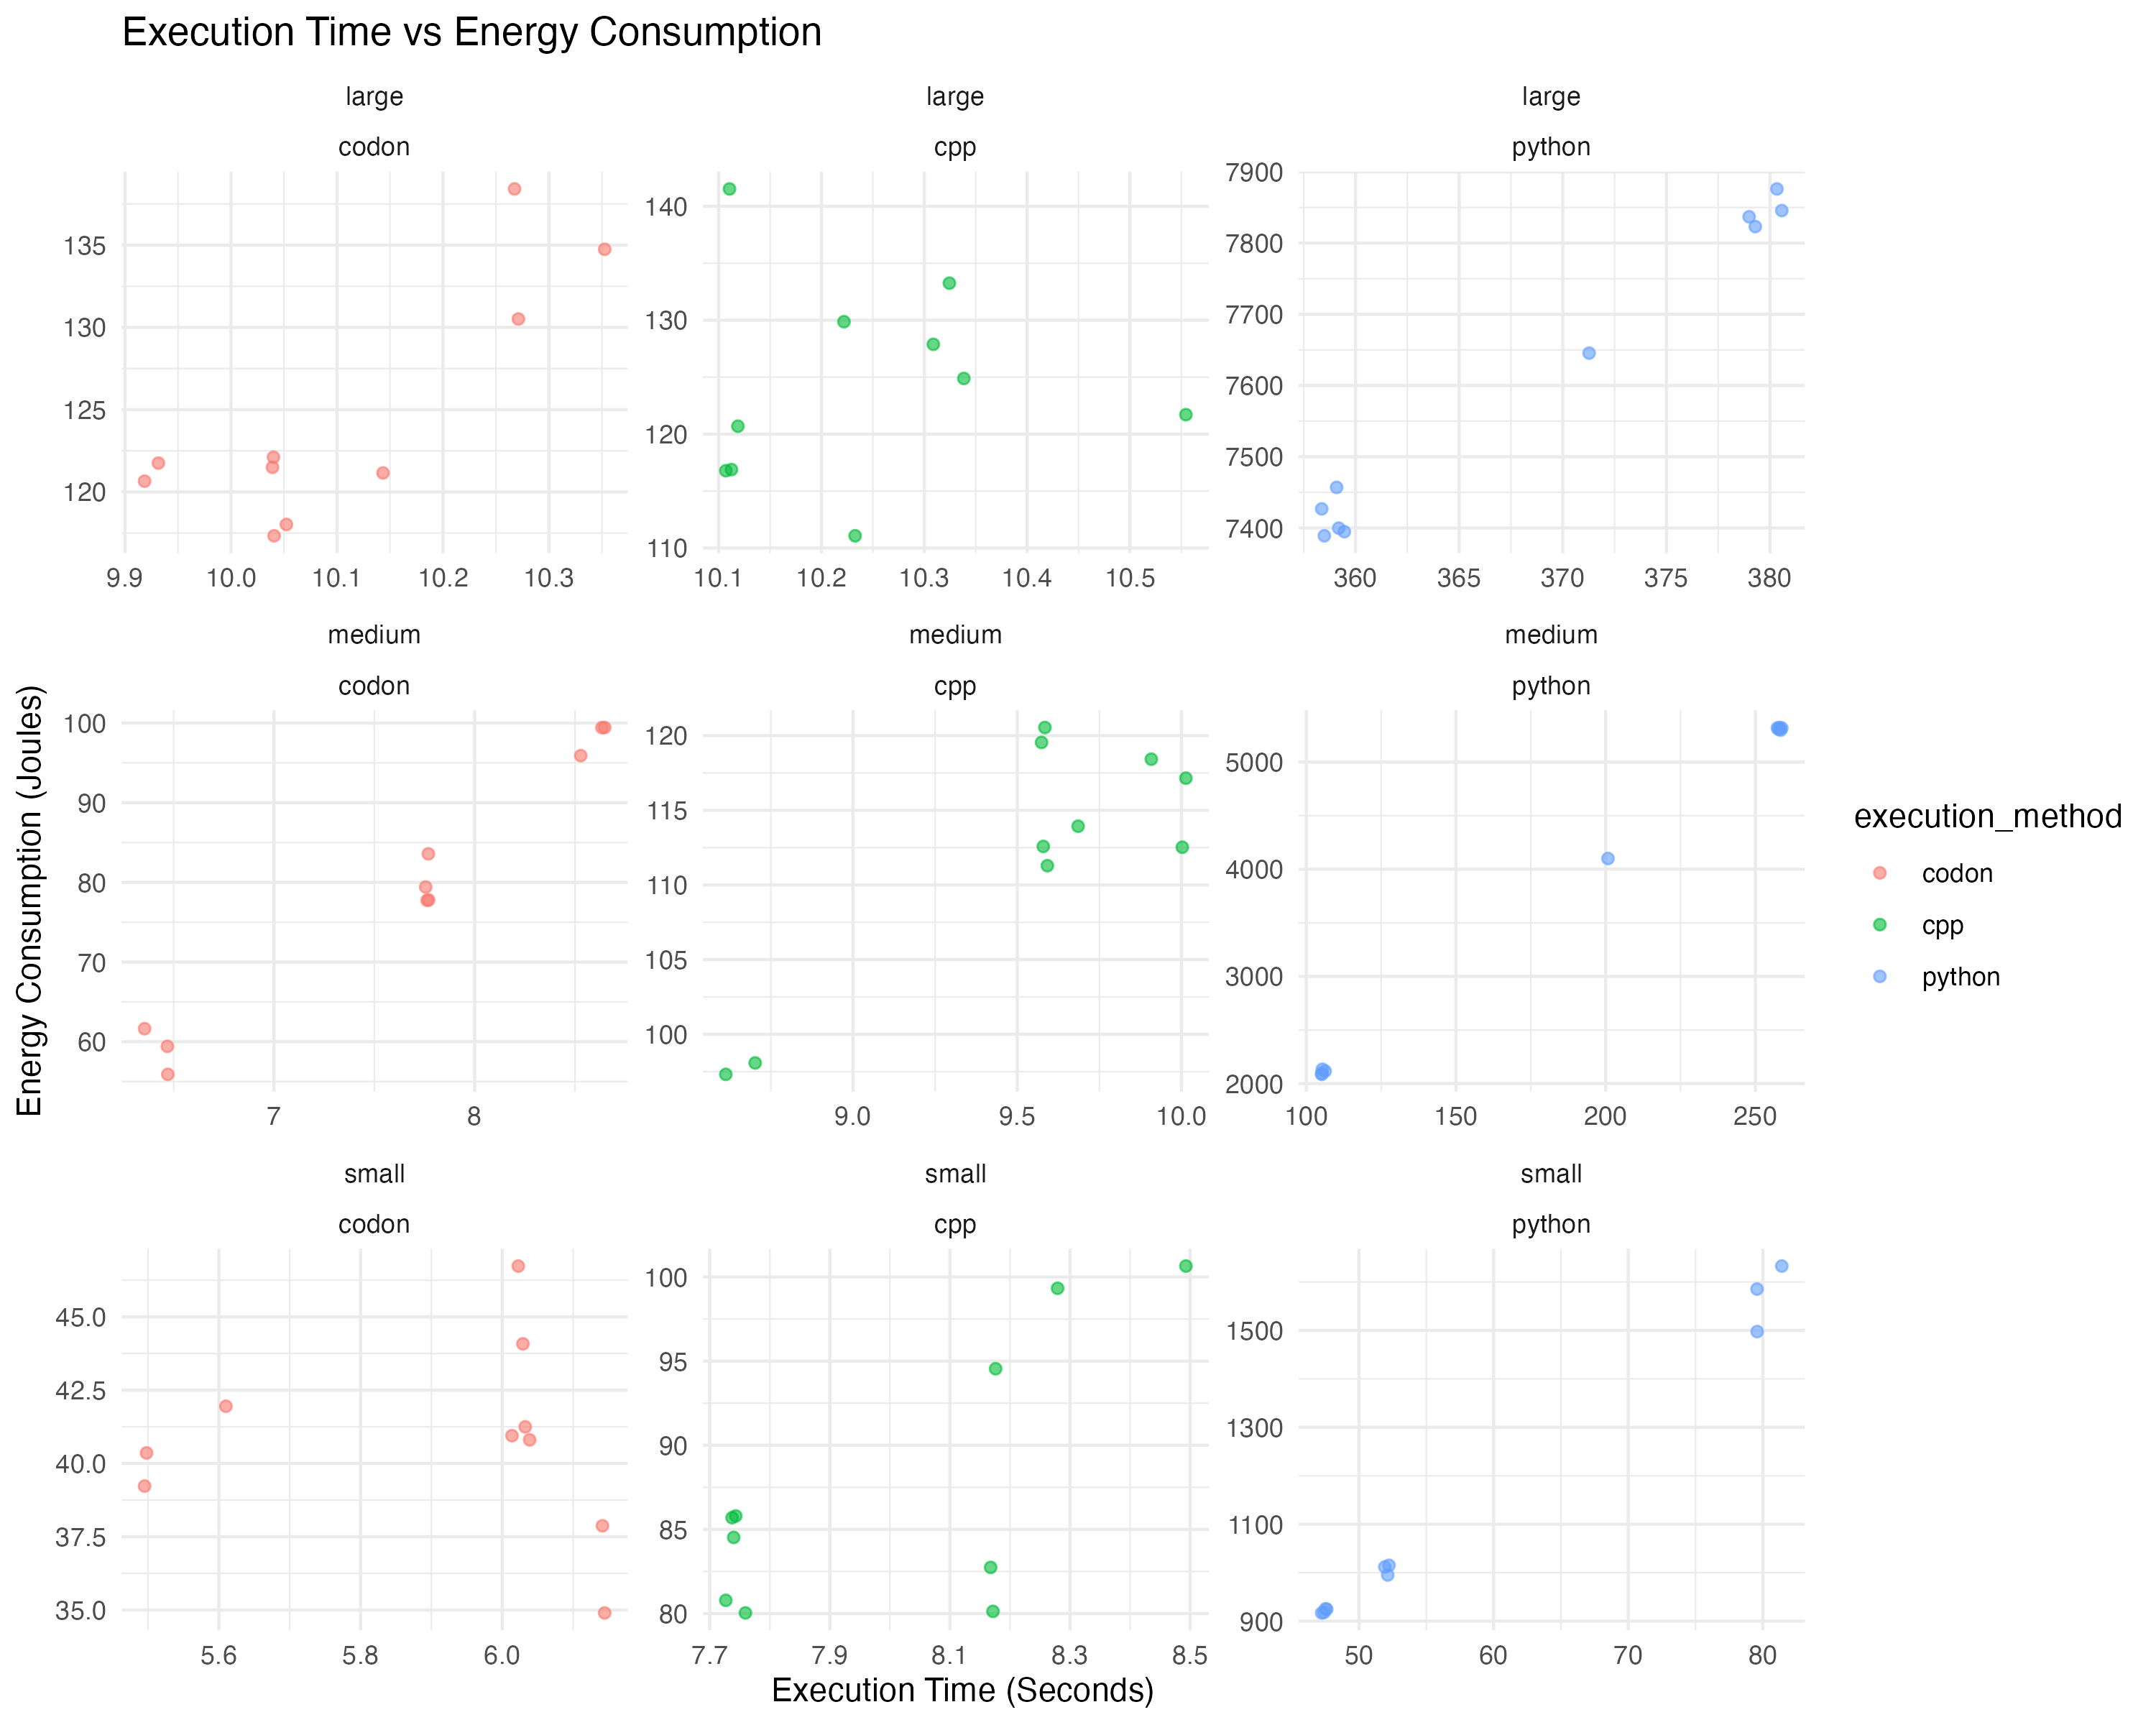 Execution Time vs Energy Consumption
large large large
codon cpp python
135
130
125
120
9.9 10.0 10.1 10.2 10.3
140
130
120
110
10.1 10.2 10.3 10.4 10.5
7900
7800
7700
7600
7500
7400
360 365 370 375 380
medium medium medium
codon cpp python
100
90
80
70
60
7 8
120
115
110
105
100
9.0 9.5 10.0
5000
4000
3000
2000
100 150 200 250
small small small
codon cpp python
45.0
42.5
40.0
37.5
35.0
5.6 5.8 6.0
100
95
90
85
80
7.7 7.9 8.1 8.3 8.5
1500
1300
1100
900
50 60 70 80
Energy Consumption (Joules)
Execution Time (Seconds)
execution_method
codon
cpp
python